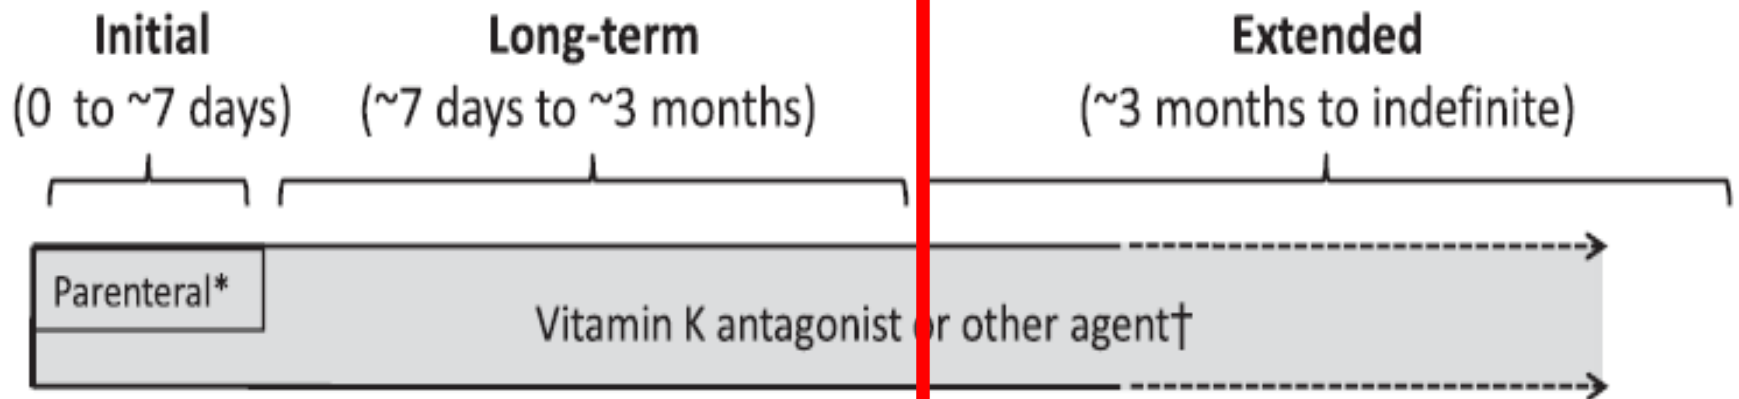 Initial
(0 to ~7 days)
Long-term
(~7 days to ~3 months)
Extended
(~3 months to indefinite)
Parenteral*
Vitamin K antagonist or other agent†